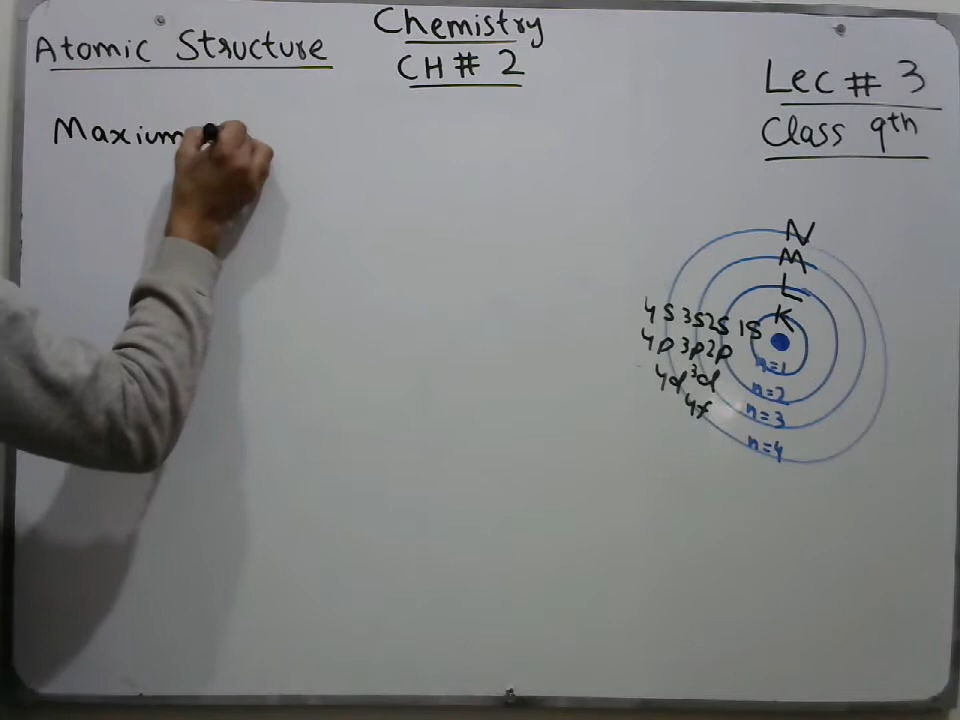 Chemistry
Atomic Structure
CH # 2
Lec # 3
Class 9th
Maxium
N
M
L
K
4s 3s 2s 1s
4p 3p 2p
4d 3d
4f
n=1
n=2
n=3
n=4